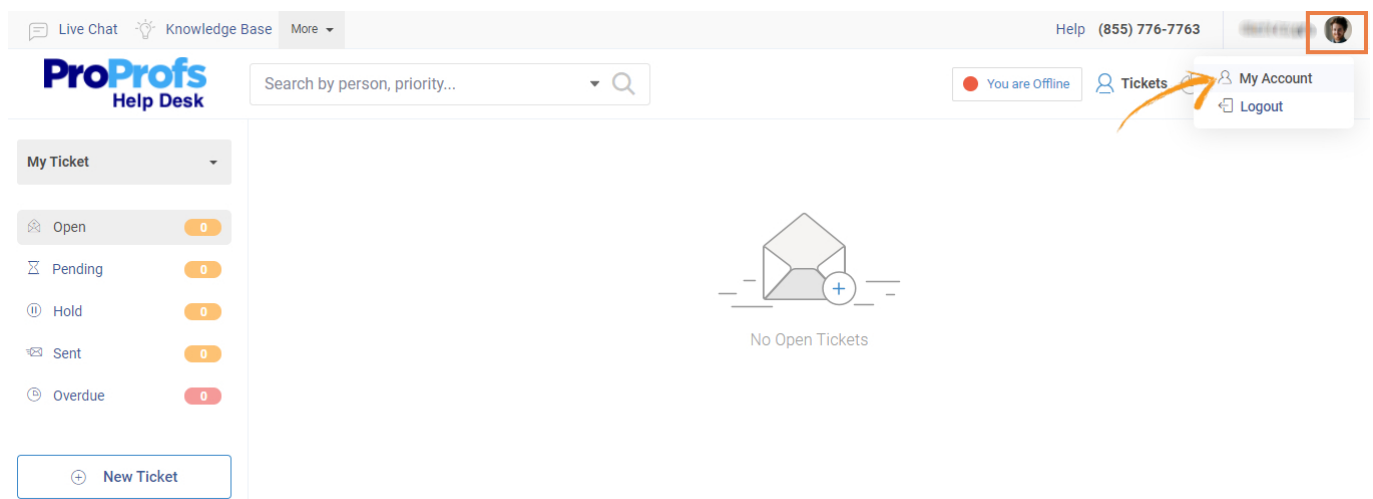 Live Chat Knowledge Base More Help (855) 776-7763
ProProfs
Help Desk
Search by person, priority...
You are Offline
Tickets
My Account
Logout
My Ticket
Open 0
Pending 0
Hold 0
Sent 0
Overdue 0
No Open Tickets
New Ticket